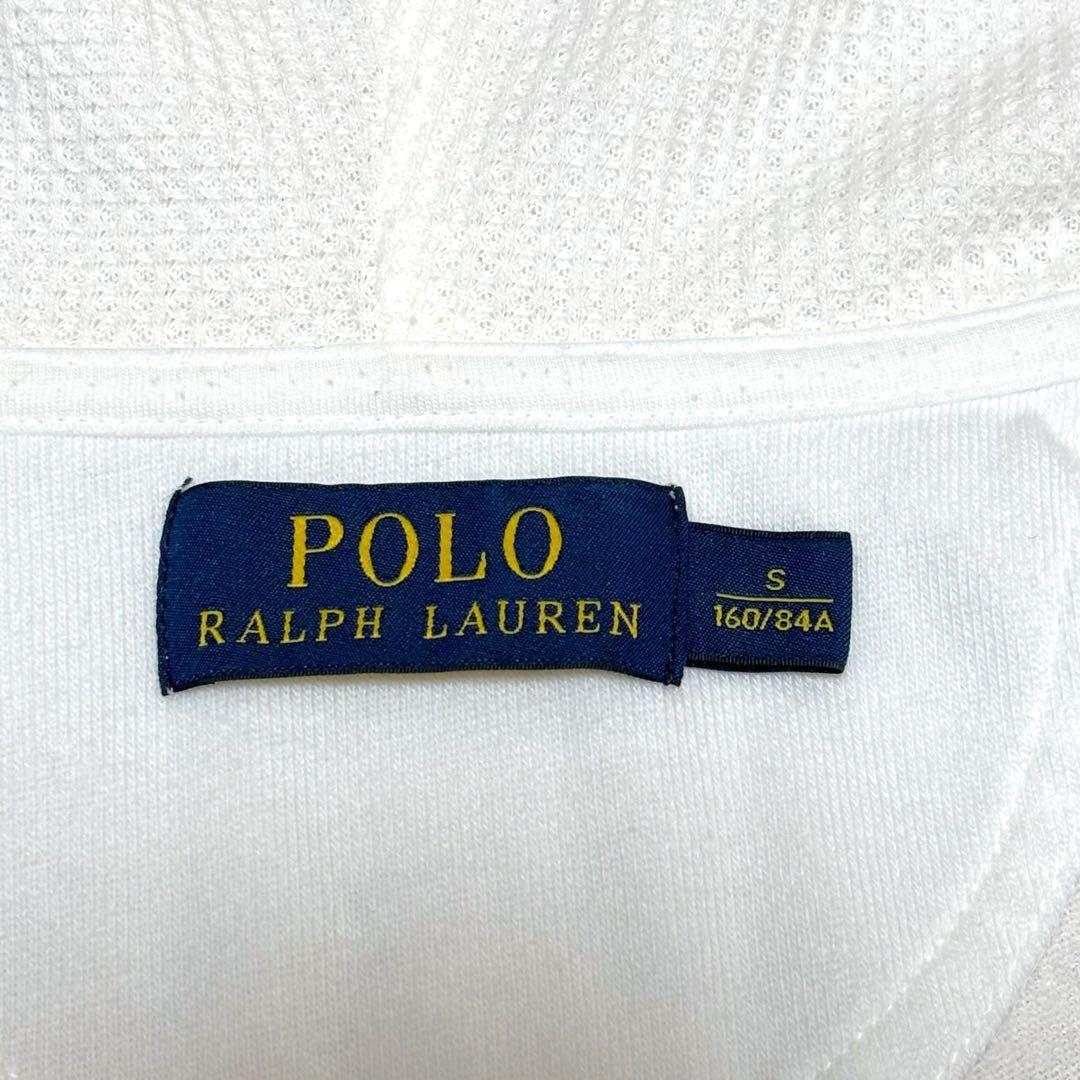 POLO
RALPH LAUREN
S
160/84A